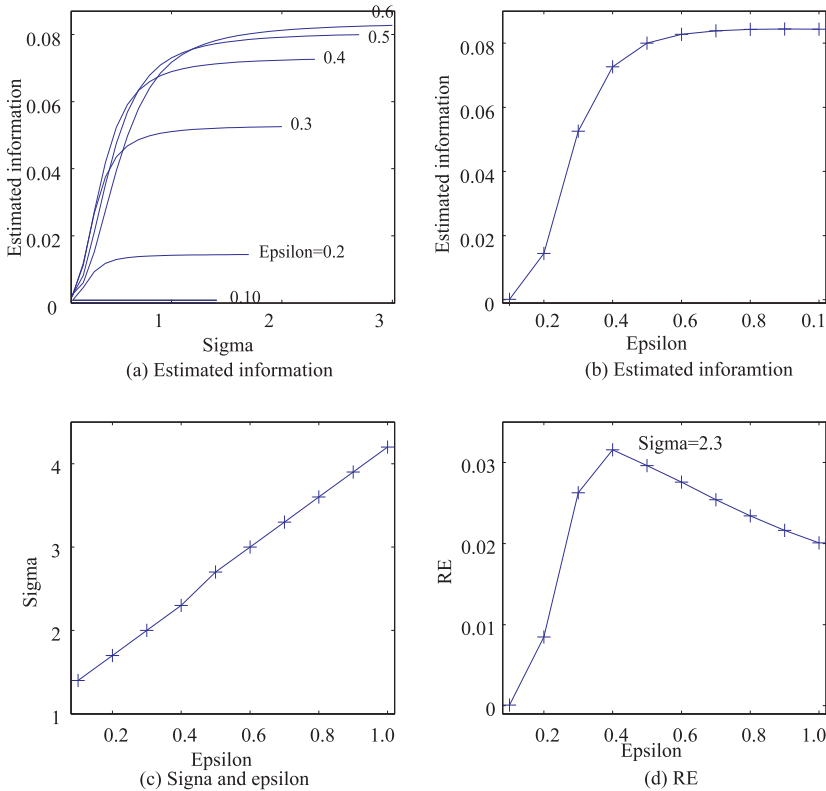 0.6
0.08
0.5
0.4
0.06
0.3
0.04
0.02
Epsilon=0.2
0.10
0
1
2
3
Estimated information
Sigma
(a) Estimated information
0.08
0.06
0.04
0.02
0
0.2
0.4
0.6
0.8
0.1
Estimated information
Epsilon
(b) Estimated inforamtion
4
3
2
1
0.2
0.4
0.6
0.8
1.0
Sigma
Epsilon
(c) Signa and epsilon
Sigma=2.3
0.03
0.02
0.01
0
0.2
0.4
0.6
0.8
1.0
RE
Epsilon
(d) RE